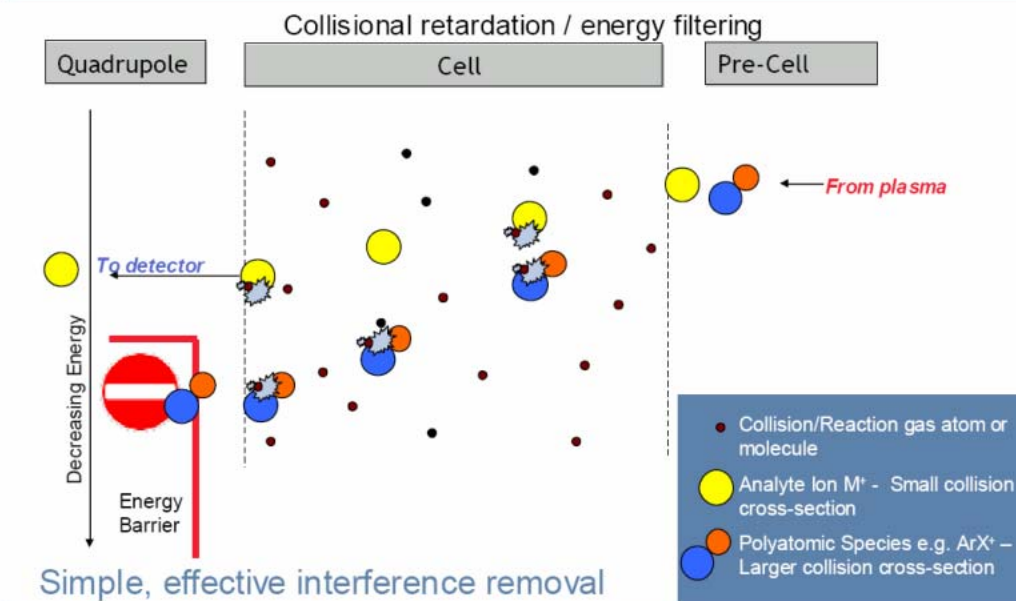 Collisional retardation / energy filtering
Quadrupole
Cell
Pre-Cell
From plasma
To detector
Decreasing Energy
Energy
Barrier
Collision/Reaction gas atom or
molecule
Analyte Ion M⁺ - Small collision
cross-section
Polyatomic Species e.g. ArX⁺ –
Larger collision cross-section
Simple, effective interference removal